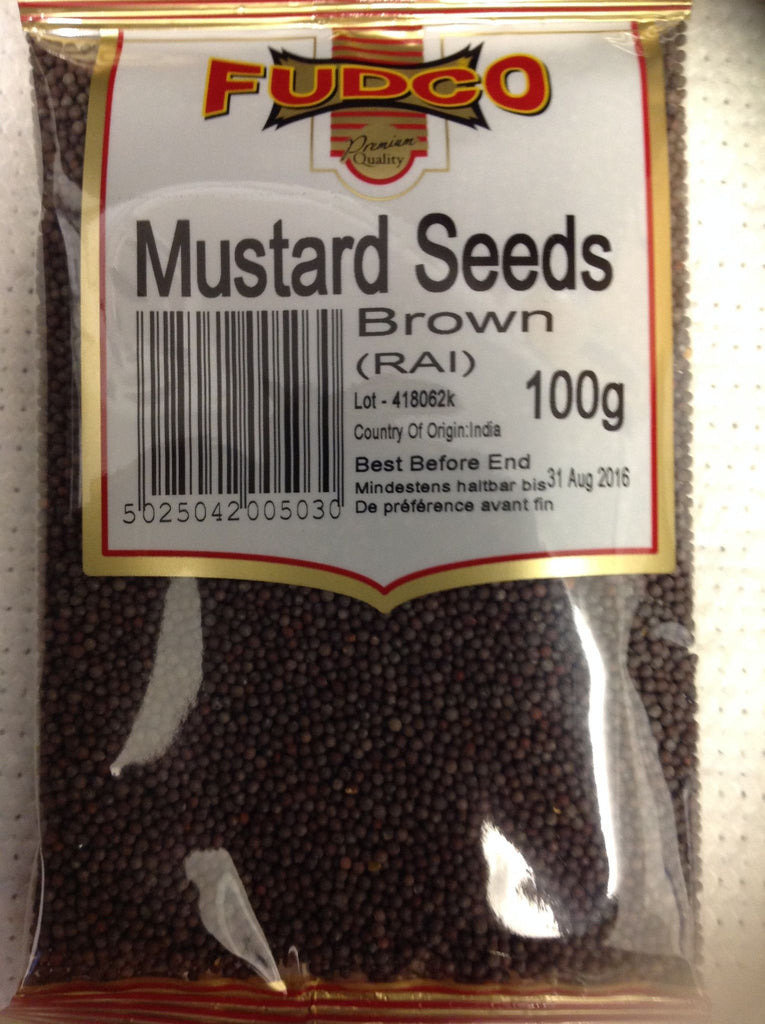 FUDCO
Premium
Quality
Mustard Seeds
Brown
(RAI)
100g
Lot - 418062k
Country Of Origin:India
Best Before End
Mindestens haltbar bis 31 Aug 2016
De préférence avant fin
5025042005030